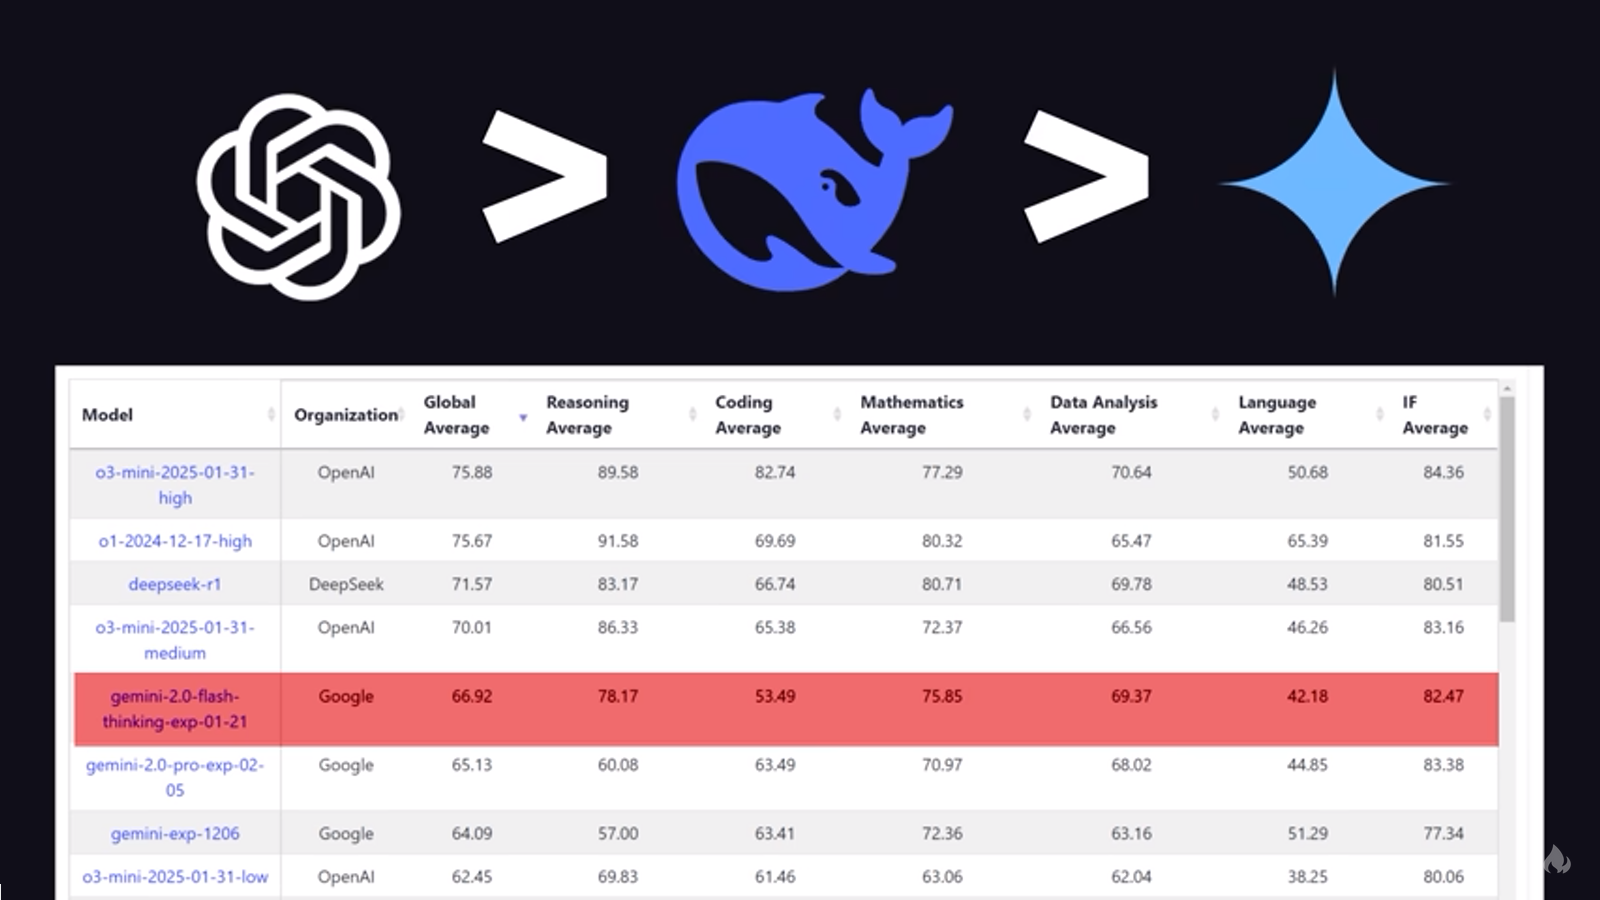 > >
Model Organization Global Average Reasoning Average Coding Average Mathematics Average Data Analysis Average Language Average IF Average
o3-mini-2025-01-31-high OpenAI 75.88 89.58 82.74 77.29 70.64 50.68 84.36
o1-2024-12-17-high OpenAI 75.67 91.58 69.69 80.32 65.47 65.39 81.55
deepseek-r1 DeepSeek 71.57 83.17 66.74 80.71 69.78 48.53 80.51
o3-mini-2025-01-31-medium OpenAI 70.01 86.33 65.38 72.37 66.56 46.26 83.16
gemini-2.0-flash-thinking-exp-01-21 Google 66.92 78.17 53.49 75.85 69.37 42.18 82.47
gemini-2.0-pro-exp-02-05 Google 65.13 60.08 63.49 70.97 68.02 44.85 83.38
gemini-exp-1206 Google 64.09 57.00 63.41 72.36 63.16 51.29 77.34
o3-mini-2025-01-31-low OpenAI 62.45 69.83 61.46 63.06 62.04 38.25 80.06